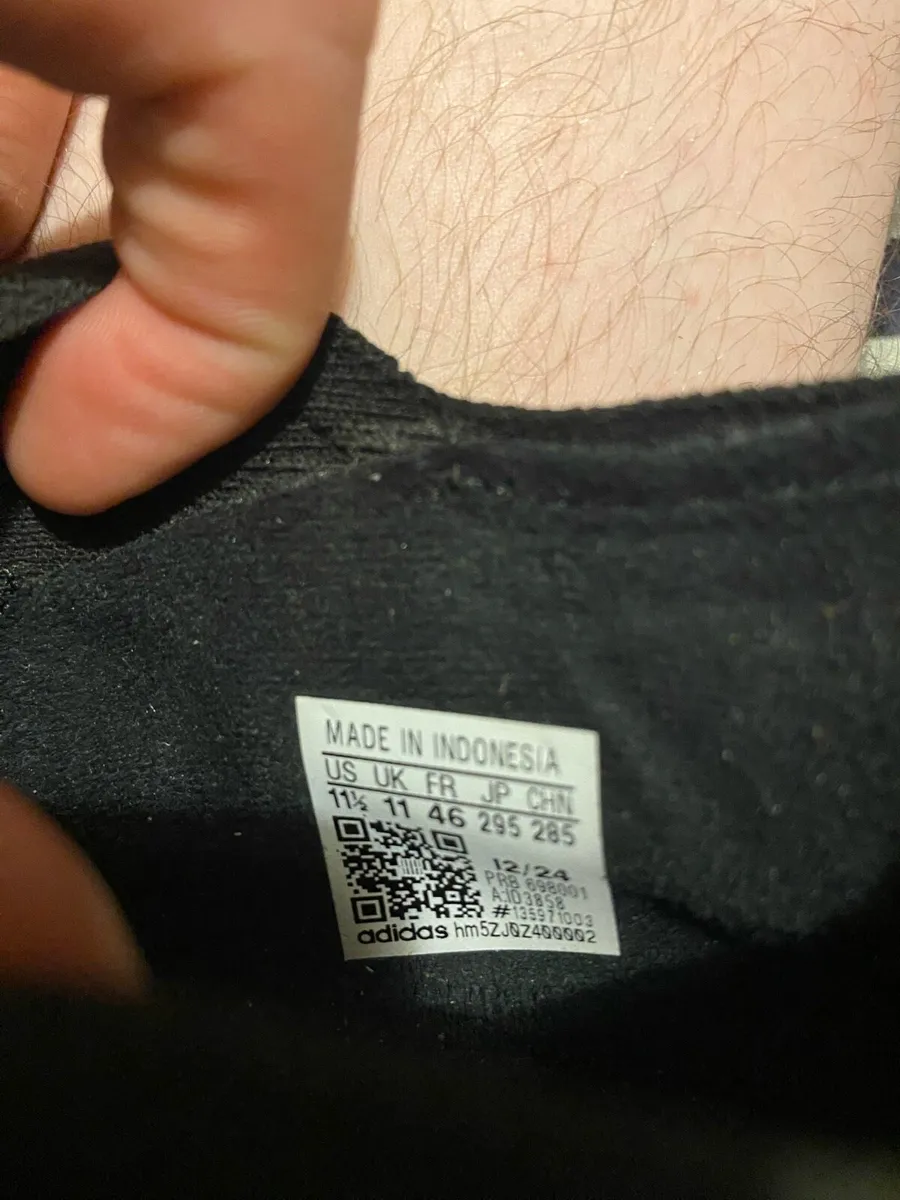 MADE IN INDONESIA
US UK FR JP CHN
11½ 11 46 295 285
12/24
PRB 698001
A:ID3858
#135971003
adidas hm5ZJ0Z400002